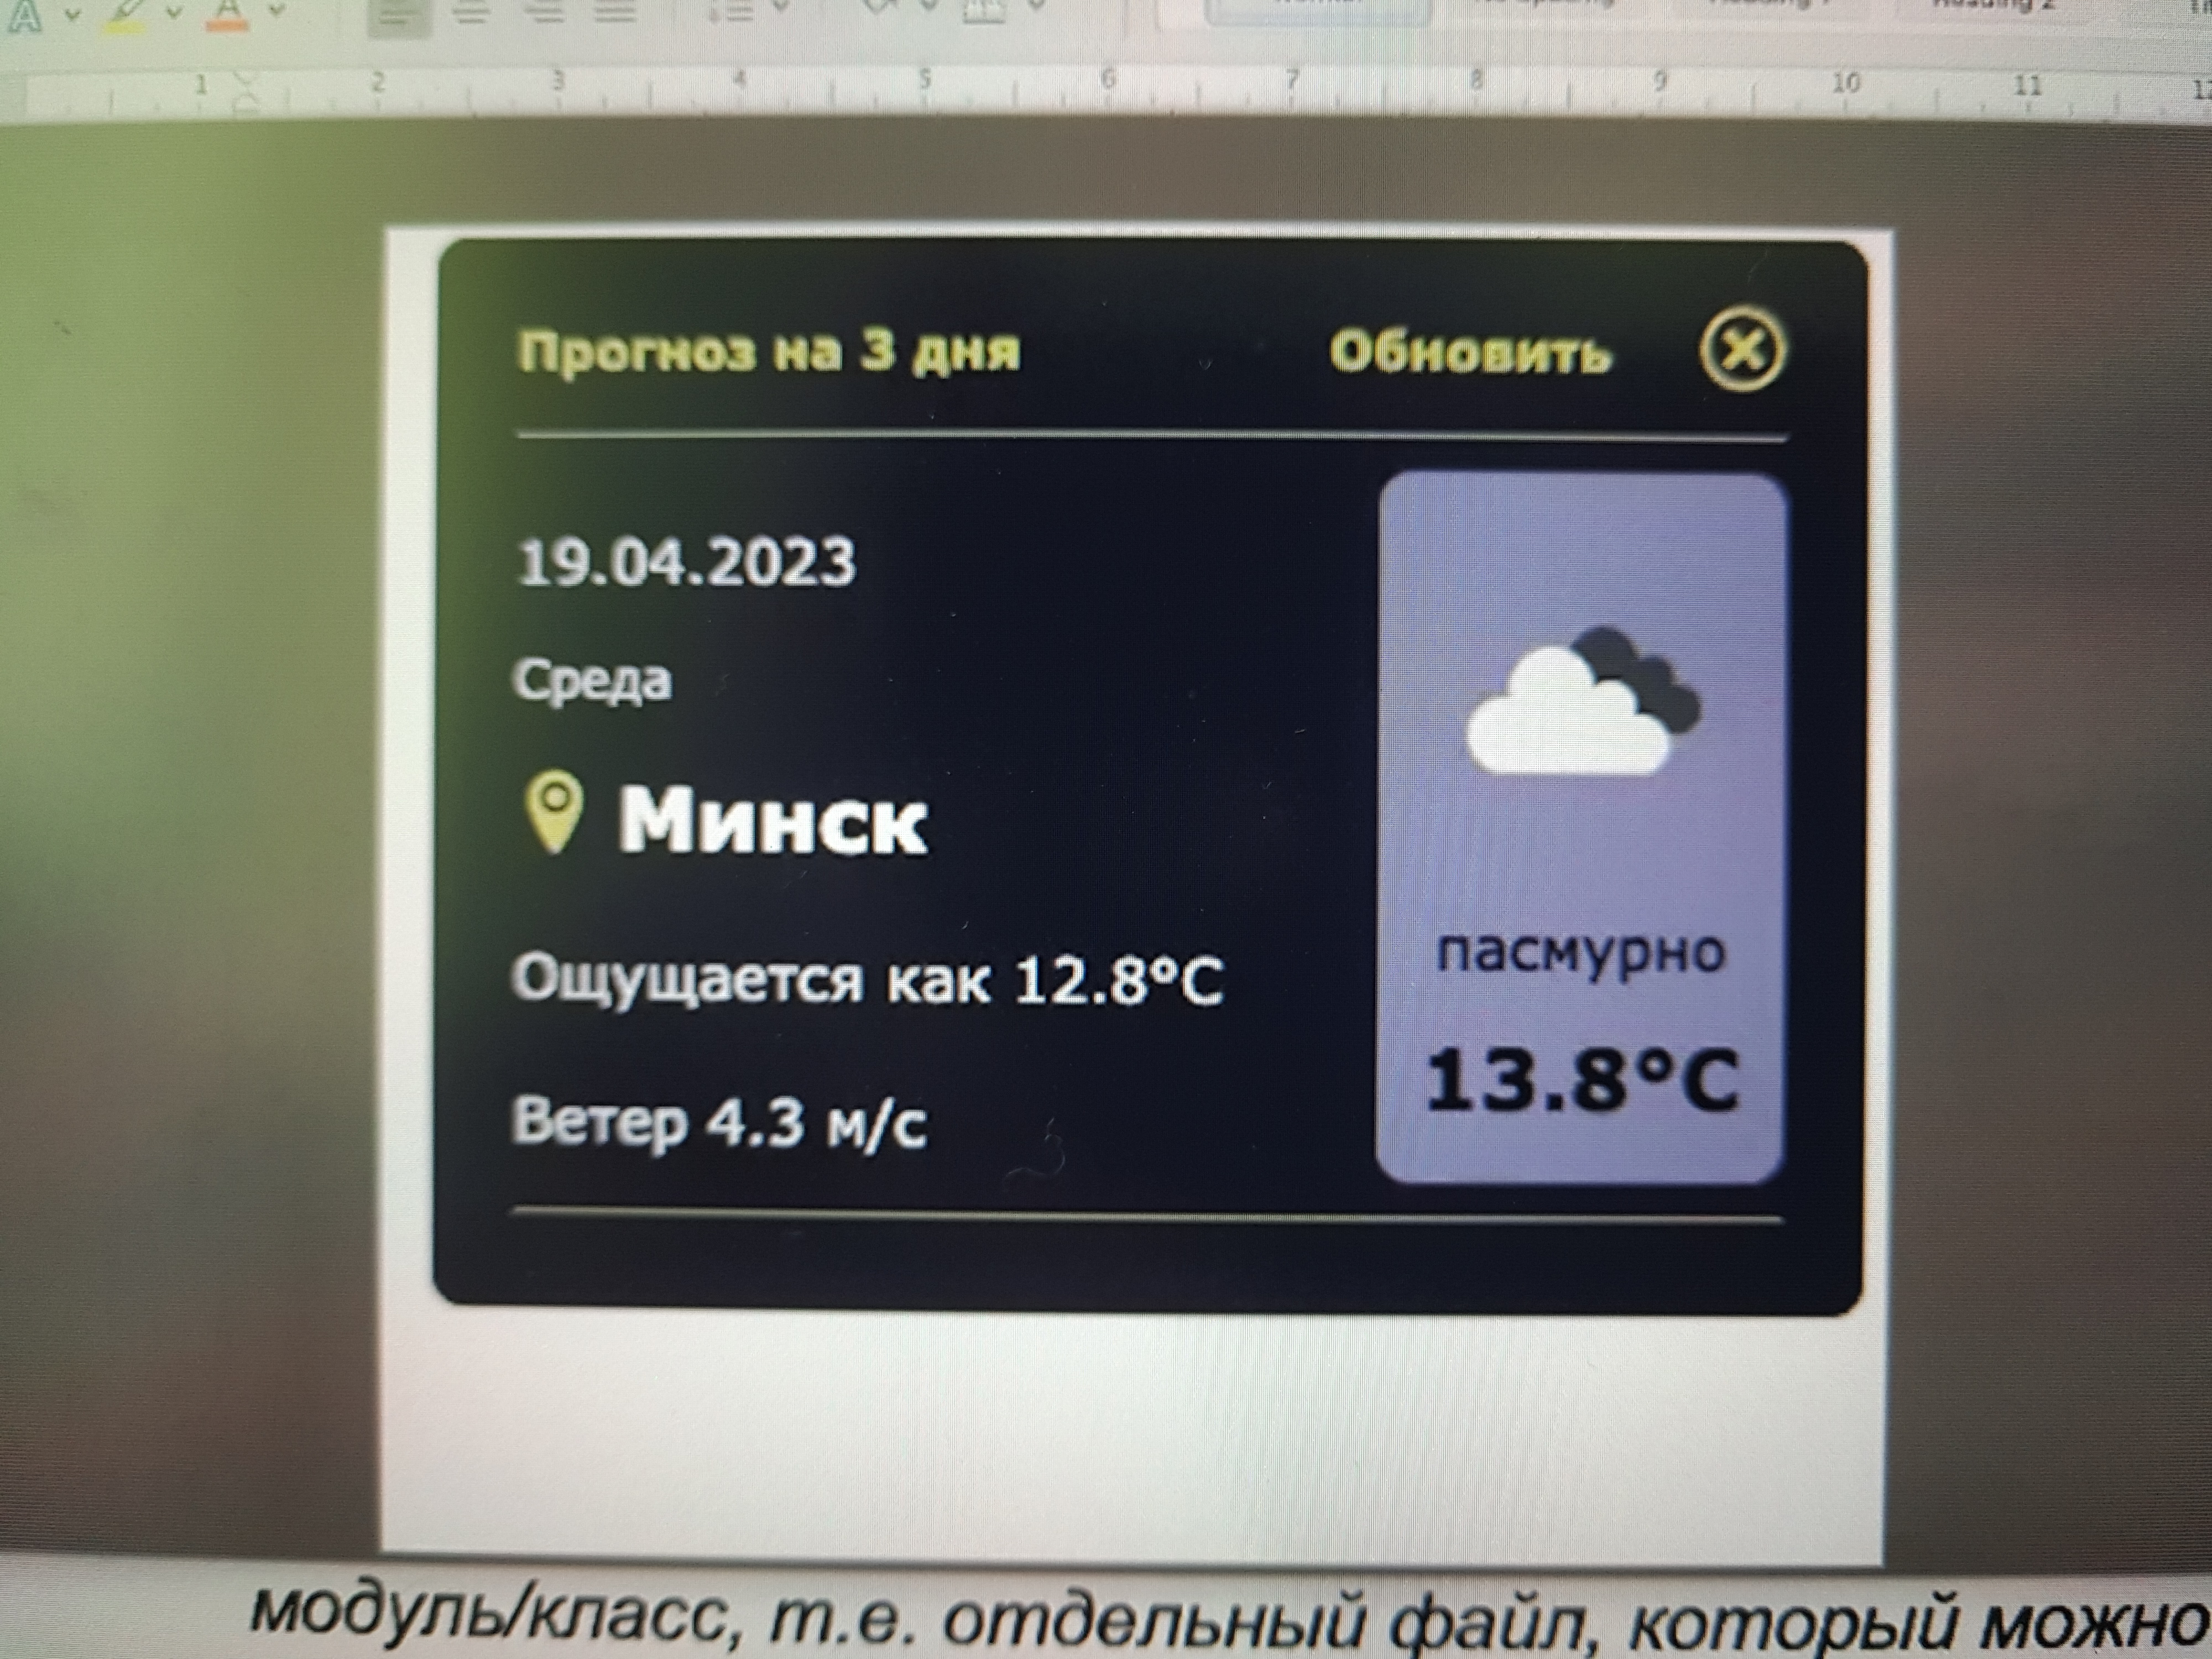 1 2 3 4 5 6 7 8 9 10 11
Прогноз на 3 дня Обновить
19.04.2023
Среда
Минск
Ощущается как 12.8°C
Ветер 4.3 м/с
пасмурно
13.8°C
модуль/класс, т.е. отдельный файл, который можно